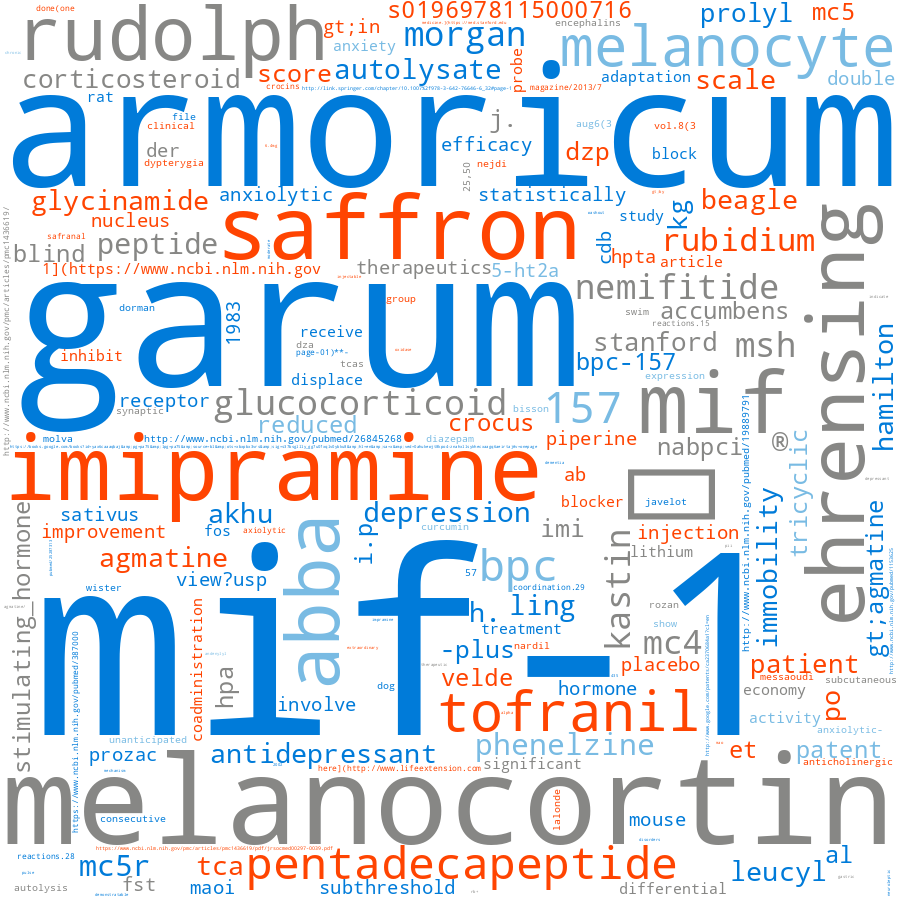 done(one
medicine.](https://med.stanford.edu
s0196978115000716
prolyl
mc5
rudolph
gt;in
morgan
encephalins
anxiety
melanocyte
corticosteroid
score
autolysate
probe
adaptation
scale
double
crocins
http://link.springer.com/chapter/10.1007%2f978-3-642-76646-6_32#page-1
magazine/2013/7
rat
armoricum
file
clinical
der
dypterygia
j.
efficacy
aug6(3
vol.8(3
dzp
block
nejdi
25,50
glycinamide
anxiolytic
statistically
beagle
nucleus
saffron
study
kg
safranal
blind
peptide
cdb
rubidium
hpta
article
1](https://www.ncbi.nlm.nih.gov
therapeutics
5-ht2a
http://www.ncbi.nlm.nih.gov/pmc/articles/pmc1436619/
garum
nemifitide
group
dorman
1983
accumbens
swim
reactions.15
receive
dza
page-01)**-
stanford
msh
ehrensing
inhibit
tcas
bpc-157
displace
expression
hamilton
receptor
synaptic
glucocorticoid
bisson
157
mif
reduced
crocus
molva
http://www.ncbi.nlm.nih.gov/pubmed/26845268
diazepam
piperine
nabpci
®
imipramine
ab
http://www.ncbi.nlm.nih.gov/pubmed/19889791
tricyclic
blocker
javelot
sativus
akhu
depression
improvement
fos
axiolytic
curcumin
imi
injection
lithium
immobility
gt;agmatine
stimulating_hormone
abba
i.p
agmatine
view?usp
bpc
57
coordination.29
kastin
wister
h.
ling
rozan
show
mif-1
treatment
mc4
-plus
nardil
placebo
patient
messaoudi
subcutaneous
coadministration
hpa
velde
dog
hormone
economy
po
https://www.ncbi.nlm.nih.gov/pubmed/387000
involve
tofranil
activity
anxiolytic-
unanticipated
prozac
antidepressant
phenelzine
et
patent
anticholinergic
here](http://www.lifeextension.com
significant
melanocortin
consecutive
lalonde
mouse
reactions.28
https://www.ncbi.nlm.nih.gov/pmc/articles/pmc1436619/pdf/jrsocmed00297-0039.pdf
mc5r
tca
pentadecapeptide
al
leucyl
autolysis
fst
maoi
subthreshold
differential